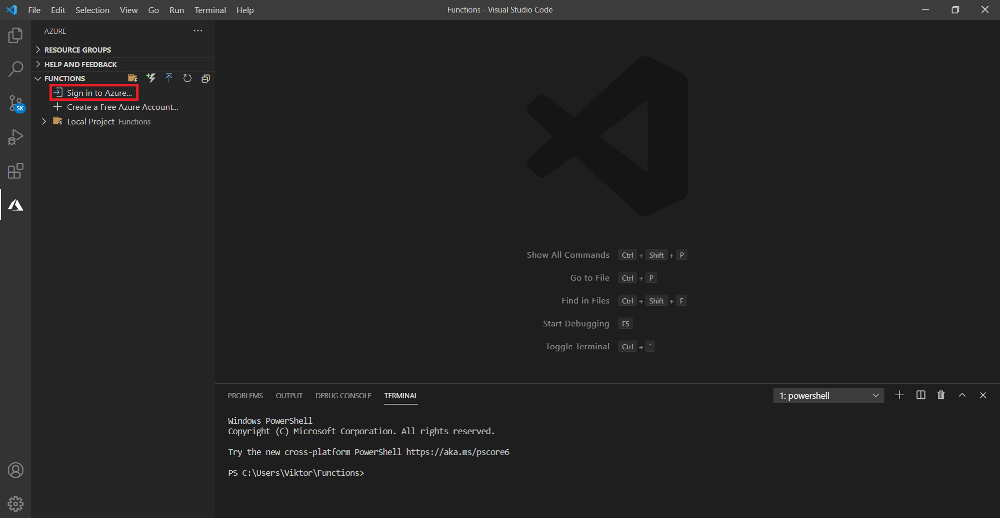 File Edit Selection View Go Run Terminal Help
Functions - Visual Studio Code
AZURE
RESOURCE GROUPS
HELP AND FEEDBACK
FUNCTIONS
Sign in to Azure...
Create a Free Azure Account...
Local Project Functions
5K
Show All Commands Ctrl + Shift + P
Go to File Ctrl + P
Find in Files Ctrl + Shift + F
Start Debugging F5
Toggle Terminal Ctrl + `
PROBLEMS OUTPUT DEBUG CONSOLE TERMINAL
1: powershell
Windows PowerShell
Copyright (C) Microsoft Corporation. All rights reserved.
Try the new cross-platform PowerShell https://aka.ms/pscore6
PS C:\Users\Viktor\Functions>